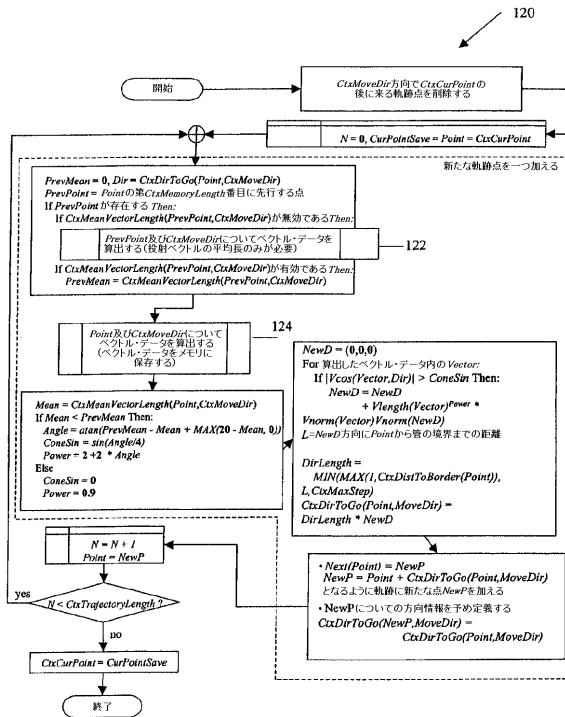 120
開始
CtxMoveDir方向でCtxCurPointの
後に来る軌跡点を削除する
N = 0, CurPointSave = Point = CtxCurPoint
新たな軌跡点を一つ加える
PrevMean = 0, Dir = CtxDirToGo(Point,CtxMoveDir)
PrevPoint = Pointの第CtxMemoryLength番目に先行する点
If PrevPointが存在する Then:
If CtxMeanVectorLength(PrevPoint,CtxMoveDir)が無効であるThen:
PrevPoint及びCtxMoveDirについてベクトル・データを
算出する(投射ベクトルの平均長のみが必要)
122
If CtxMeanVectorLength(PrevPoint,CtxMoveDir)が有効であるThen:
PrevMean = CtxMeanVectorLength(PrevPoint,CtxMoveDir)
Point及びCtxMoveDirについて
ベクトル・データを算出する
(ベクトル・データをメモリに
保存する)
124
Mean = CtxMeanVectorLength(Point,CtxMoveDir)
If Mean < PrevMean Then:
Angle = atan(PrevMean - Mean + MAX(20 - Mean, 0))
ConeSin = sin(Angle/4)
Power = 2 +2 * Angle
Else
ConeSin = 0
Power = 0.9
NewD = (0,0,0)
For 算出したベクトル・データ内の Vector:
If |Vcos(Vector,Dir)| > ConeSin Then:
NewD = NewD
+ Vlength(Vector)^Power *
Vnorm(Vector)Vnorm(NewD)
L=NewD方向にPointから管の境界までの距離
DirLength =
MIN(MAX(1,CtxDistToBorder(Point)),
L,CtxMaxStep)
CtxDirToGo(Point,MoveDir) =
DirLength * NewD
・Next(Point) = NewP
NewP = Point + CtxDirToGo(Point,MoveDir)
となるように軌跡に新たな点NewPを加える
・NewPについての方向情報を予め定義する
CtxDirToGo(NewP,MoveDir) =
CtxDirToGo(Point,MoveDir)
N = N + 1
Point = NewP
yes
N < CtxTrajectoryLength ?
no
CtxCurPoint = CurPointSave
終了